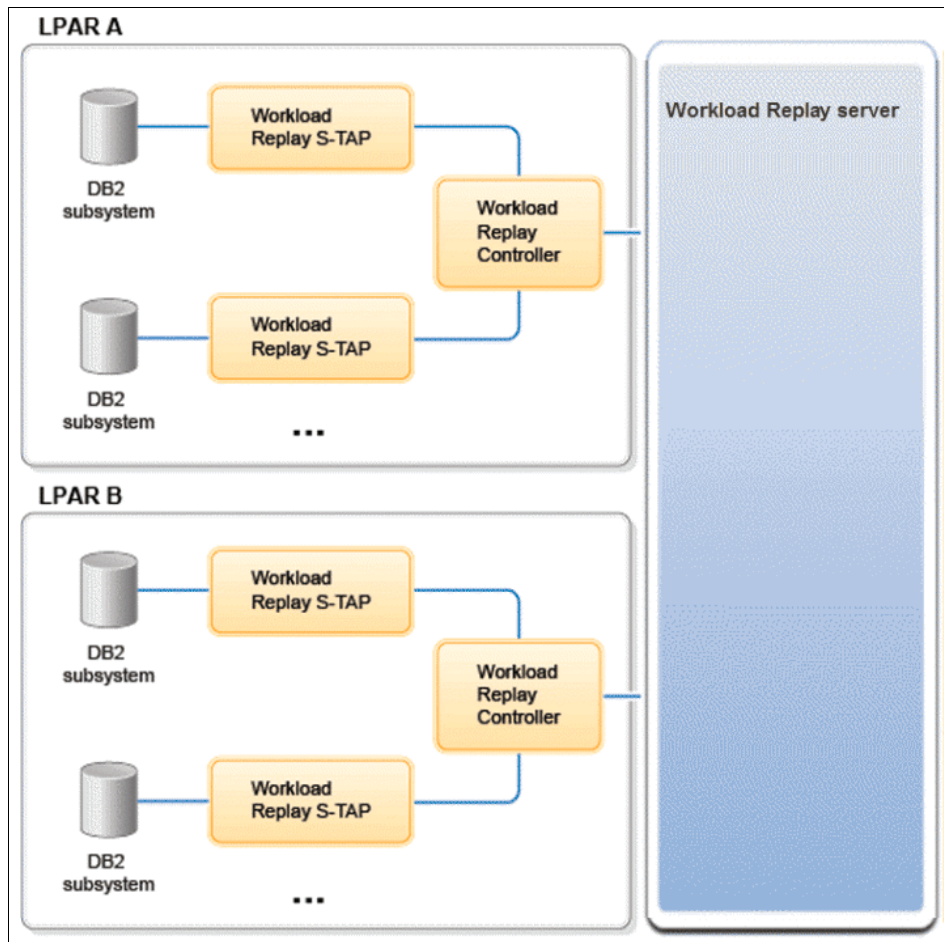 LPAR A
Workload Replay server
Workload
Replay S-TAP
DB2
subsystem
Workload
Replay
Controller
Workload
Replay S-TAP
DB2
subsystem
...
LPAR B
Workload
Replay S-TAP
DB2
subsystem
Workload
Replay
Controller
Workload
Replay S-TAP
DB2
subsystem
...